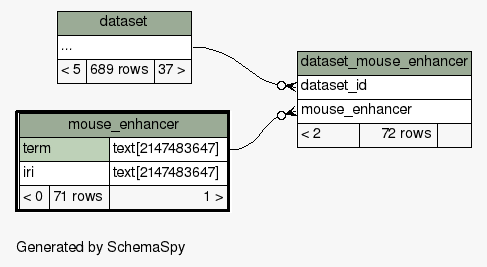 dataset
...
< 5 689 rows 37 >
dataset_mouse_enhancer
dataset_id
mouse_enhancer
< 2 72 rows
mouse_enhancer
term text[2147483647]
iri text[2147483647]
< 0 71 rows 1 >
Generated by SchemaSpy